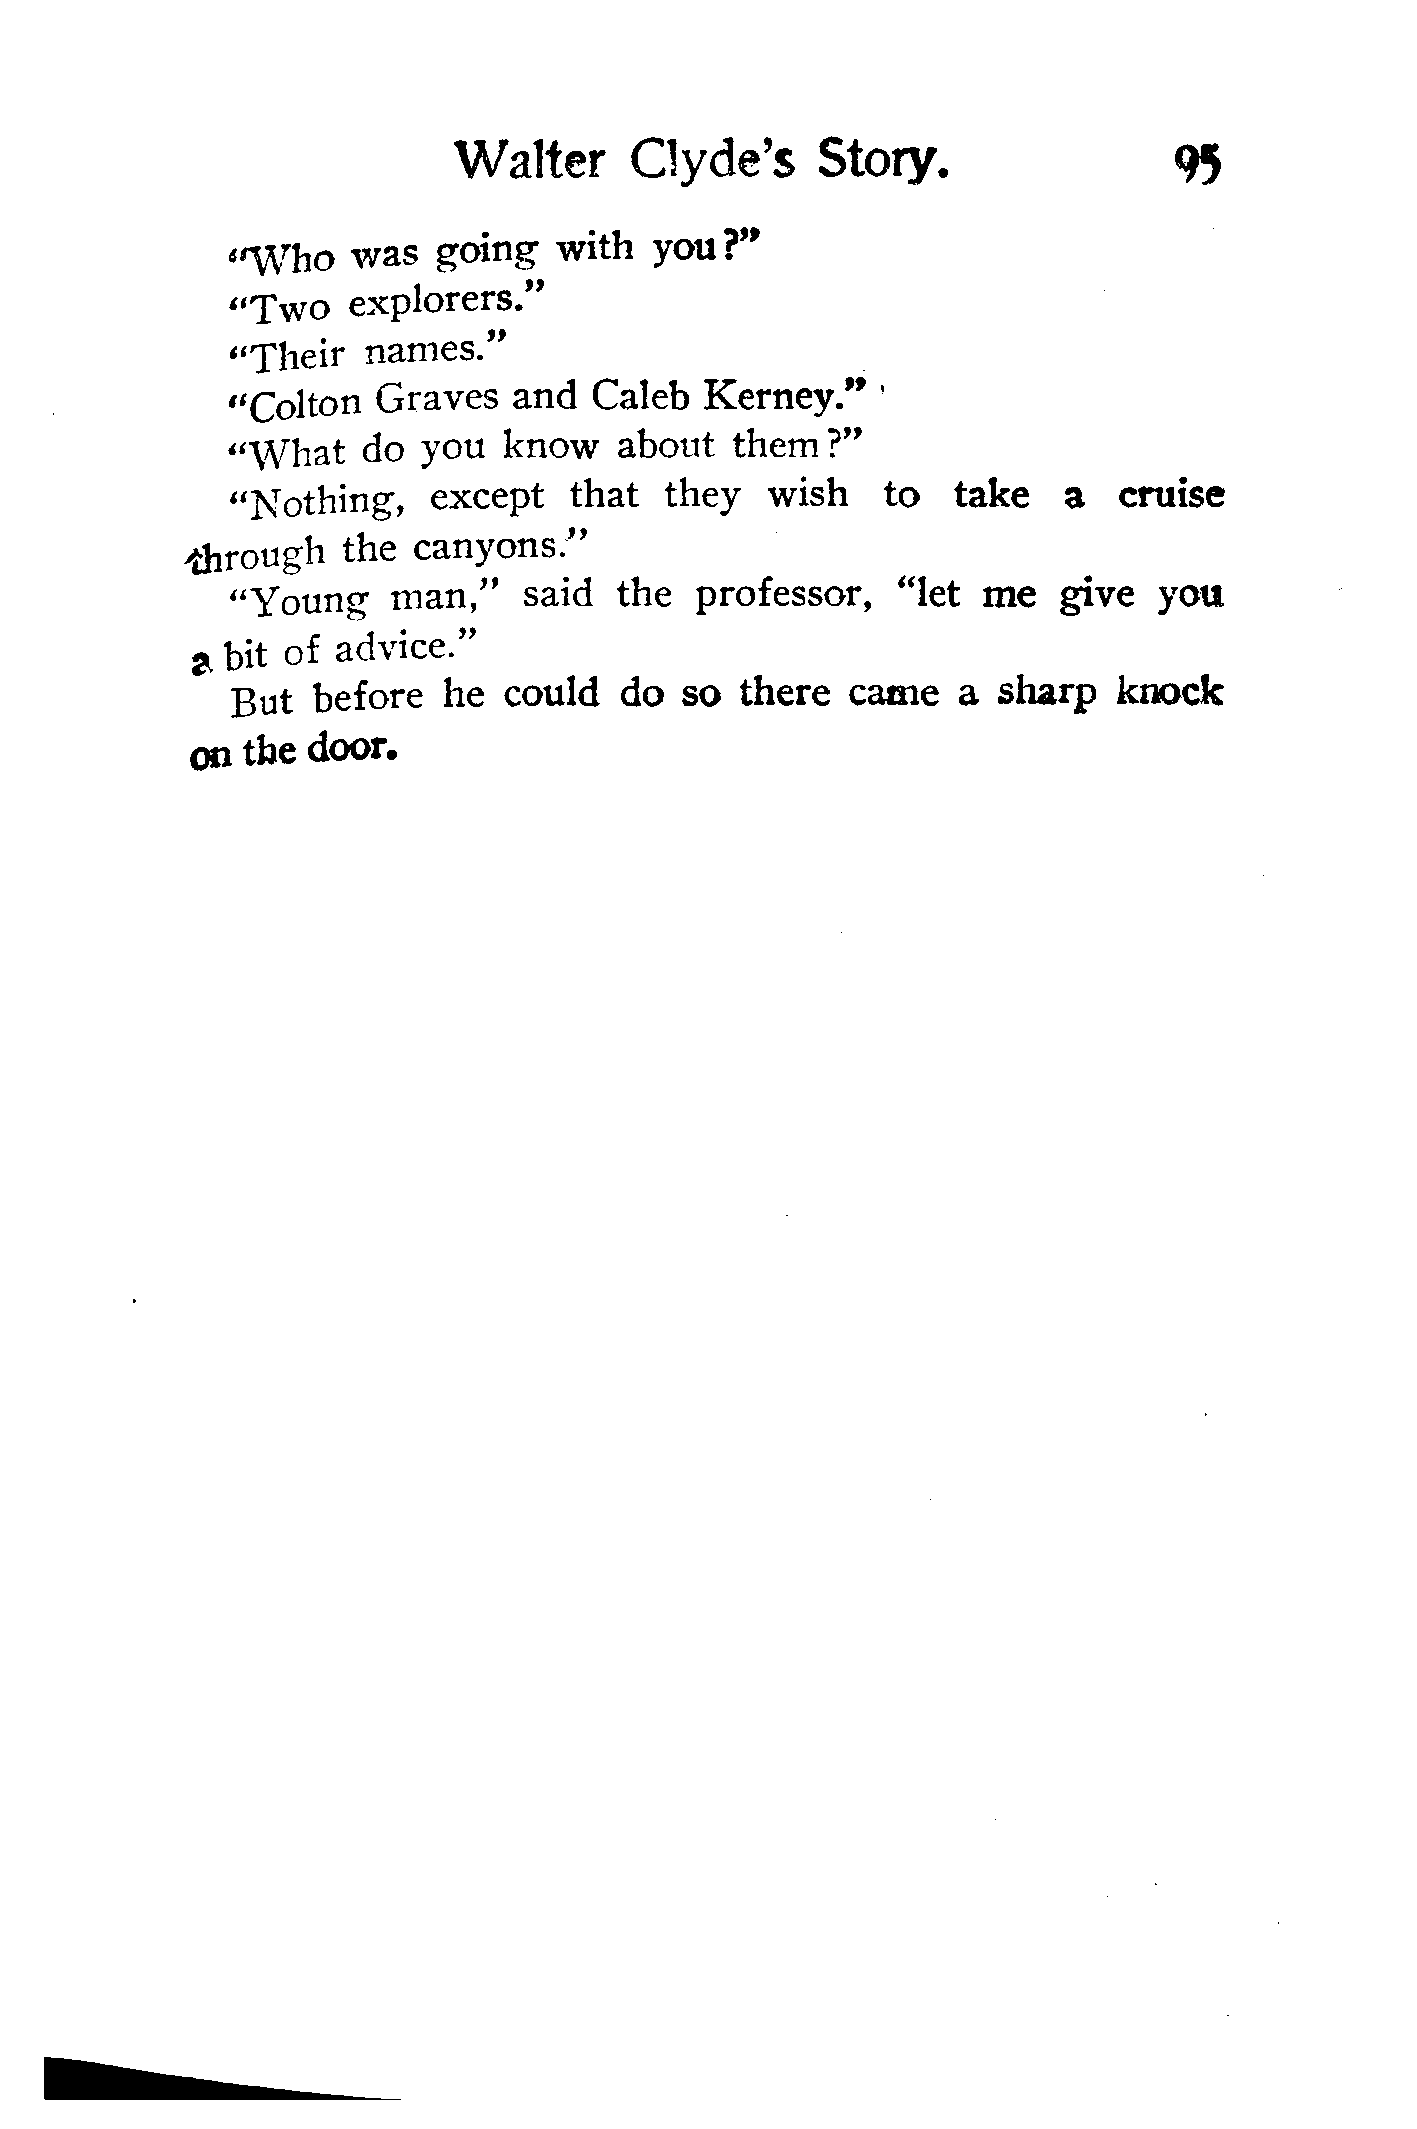 Walter Clyde's Story. 95
“Who was going with you?”
“Two explorers.”
“Their names.”
“Colton Graves and Caleb Kerney.”
“What do you know about them?”
“Nothing, except that they wish to take a cruise
through the canyons.”
“Young man,” said the professor, “let me give you
a bit of advice.”
But before he could do so there came a sharp knock
on the door.